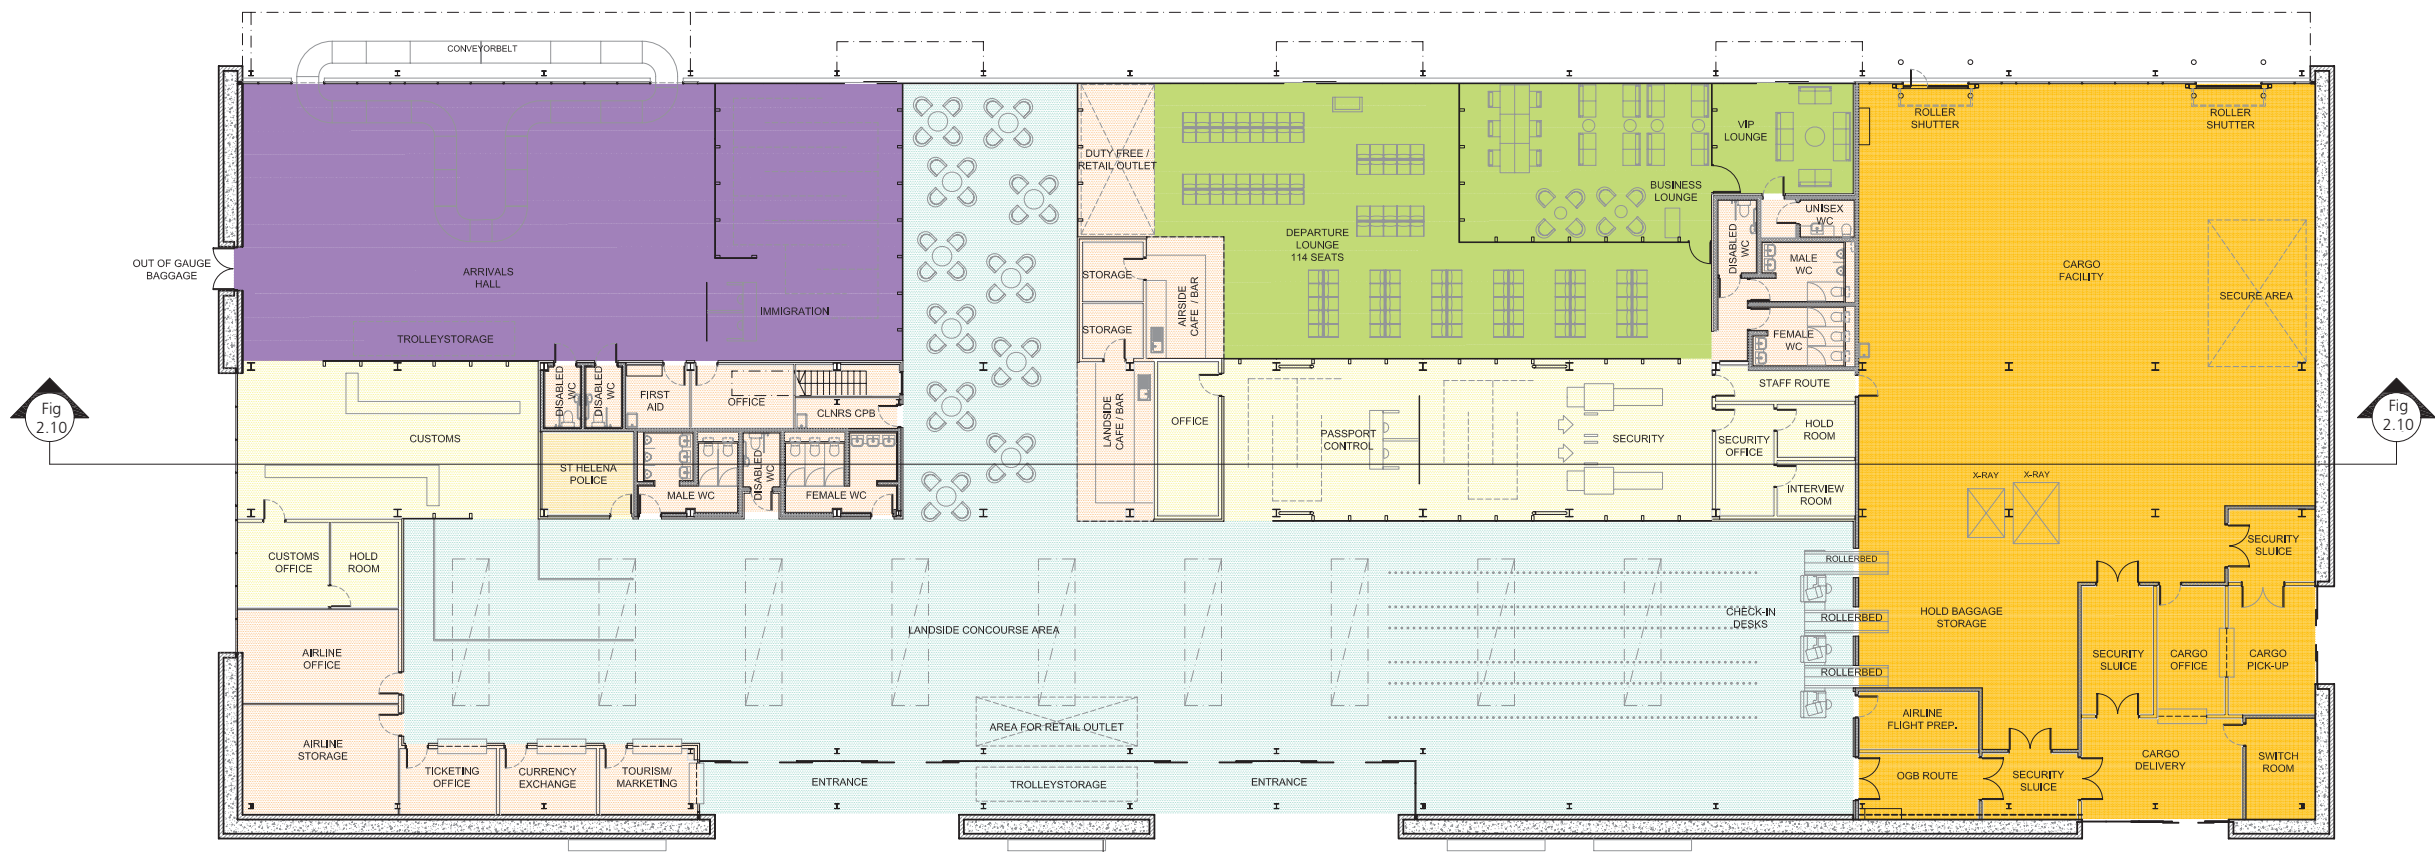 CONVEYORBELT
OUT OF GAUGE
BAGGAGE
ARRIVALS
HALL
TROLLEYSTORAGE
IMMIGRATION
DUTY FREE /
RETAIL OUTLET
STORAGE
STORAGE
AIRSIDE
CAFE / BAR
DEPARTURE
LOUNGE
114 SEATS
BUSINESS
LOUNGE
VIP
LOUNGE
UNISEX
WC
DISABLED
WC
MALE
WC
FEMALE
WC
ROLLER
SHUTTER
ROLLER
SHUTTER
CARGO
FACILITY
SECURE AREA
Fig
2.10
CUSTOMS
DISABLED
WC
DISABLED
WC
FIRST
AID
OFFICE
CLNRS CPB
ST HELENA
POLICE
MALE WC
DISABLED
WC
FEMALE WC
LANDSIDE
CAFE / BAR
OFFICE
PASSPORT
CONTROL
SECURITY
STAFF ROUTE
SECURITY
OFFICE
HOLD
ROOM
INTERVIEW
ROOM
X-RAY
X-RAY
Fig
2.10
CUSTOMS
OFFICE
HOLD
ROOM
AIRLINE
OFFICE
AIRLINE
STORAGE
TICKETING
OFFICE
CURRENCY
EXCHANGE
TOURISM/
MARKETING
LANDSIDE CONCOURSE AREA
AREA FOR RETAIL OUTLET
ENTRANCE
TROLLEYSTORAGE
ENTRANCE
CHECK-IN
DESKS
ROLLERBED
ROLLERBED
ROLLERBED
HOLD BAGGAGE
STORAGE
SECURITY
SLUICE
SECURITY
SLUICE
CARGO
OFFICE
CARGO
PICK-UP
AIRLINE
FLIGHT PREP.
OGB ROUTE
SECURITY
SLUICE
CARGO
DELIVERY
SWITCH
ROOM